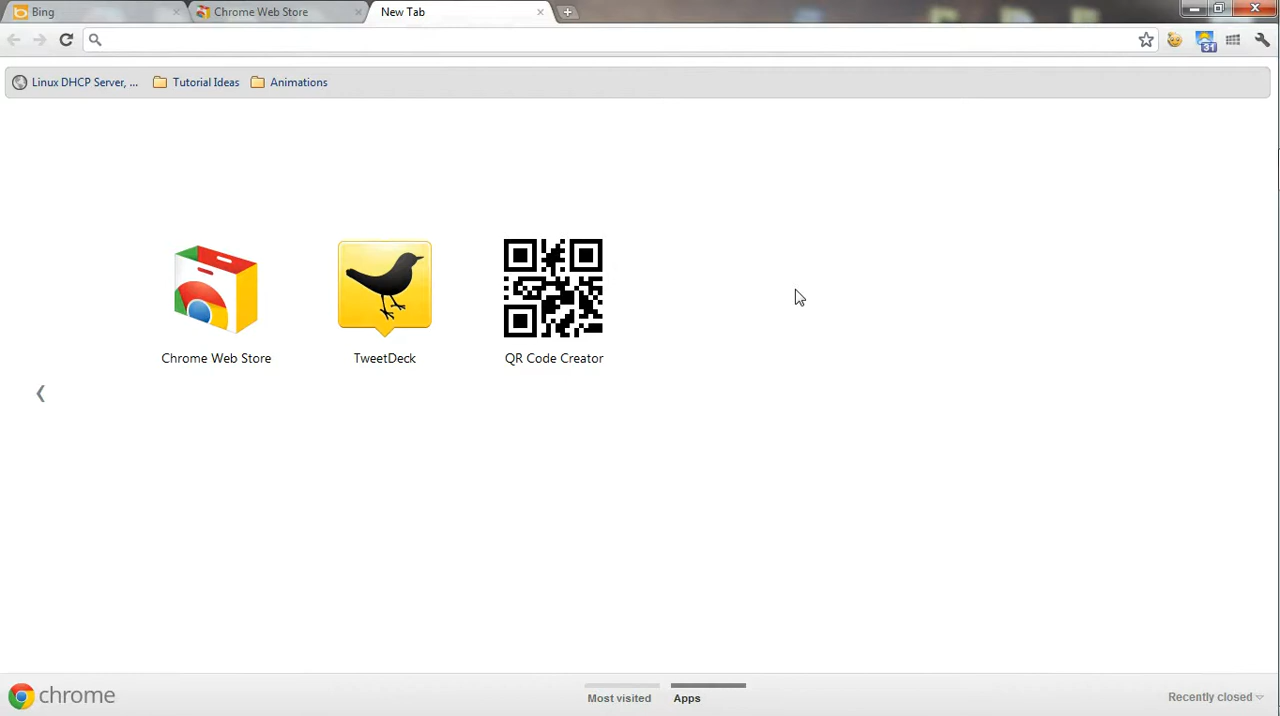 Bing
Chrome Web Store
New Tab
Linux DHCP Server, ...
Tutorial Ideas
Animations
31
Chrome Web Store
TweetDeck
QR Code Creator
chrome
Most visited
Apps
Recently closed